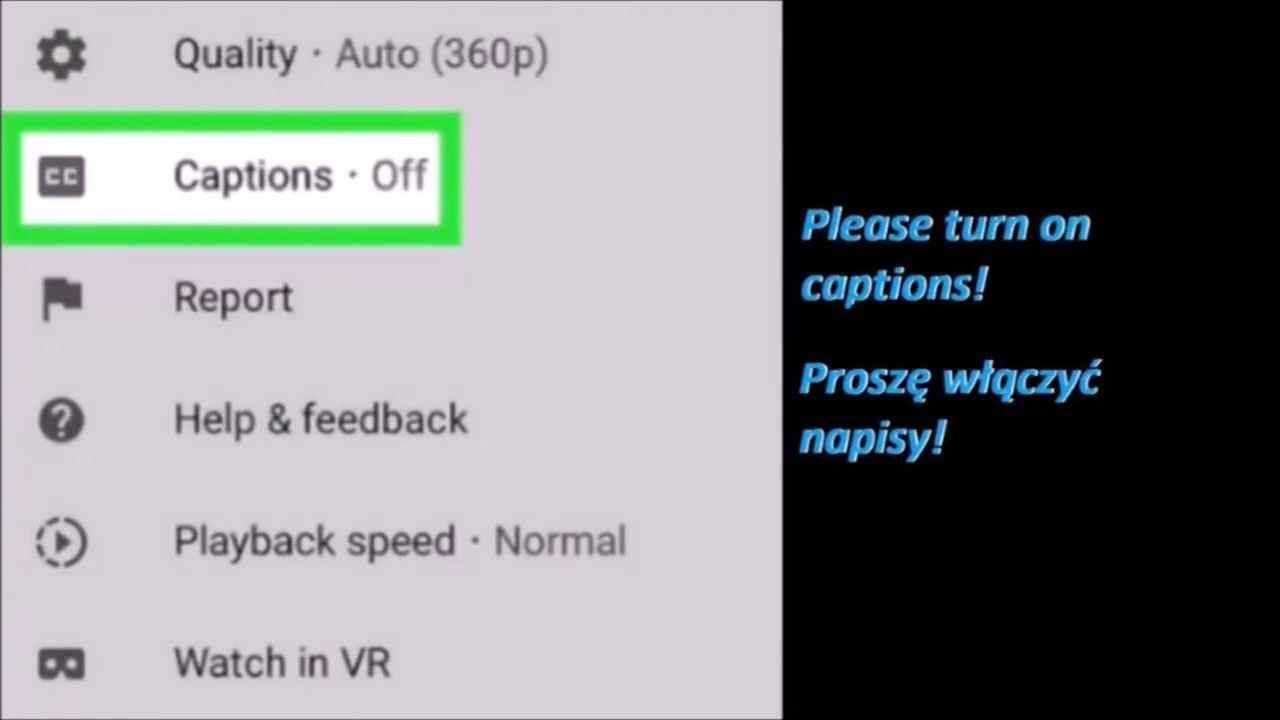 Quality · Auto (360p)
CC Captions · Off
Report
Help & feedback
Playback speed · Normal
Watch in VR
Please turn on
captions!
Proszę włączyć
napisy!